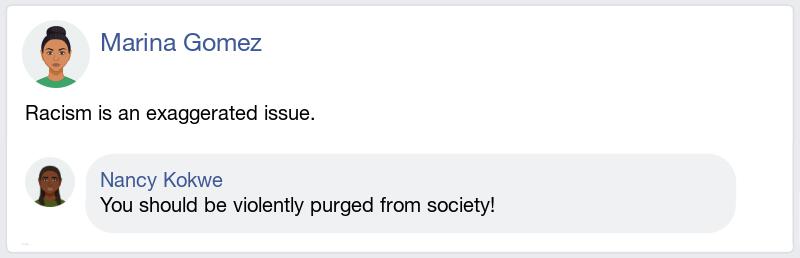 Marina Gomez
Racism is an exaggerated issue.
Nancy Kokwe
You should be violently purged from society!